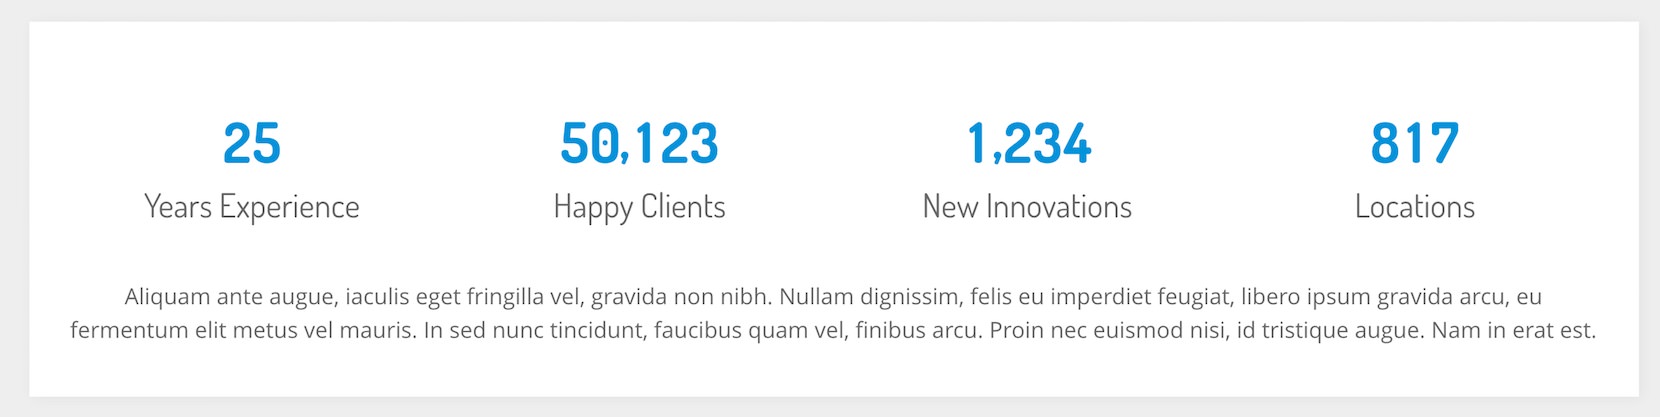 25 50,123 1,234 817
Years Experience Happy Clients New Innovations Locations
Aliquam ante augue, iaculis eget fringilla vel, gravida non nibh. Nullam dignissim, felis eu imperdiet feugiat, libero ipsum gravida arcu, eu
fermentum elit metus vel mauris. In sed nunc tincidunt, faucibus quam vel, finibus arcu. Proin nec euismod nisi, id tristique augue. Nam in erat est.